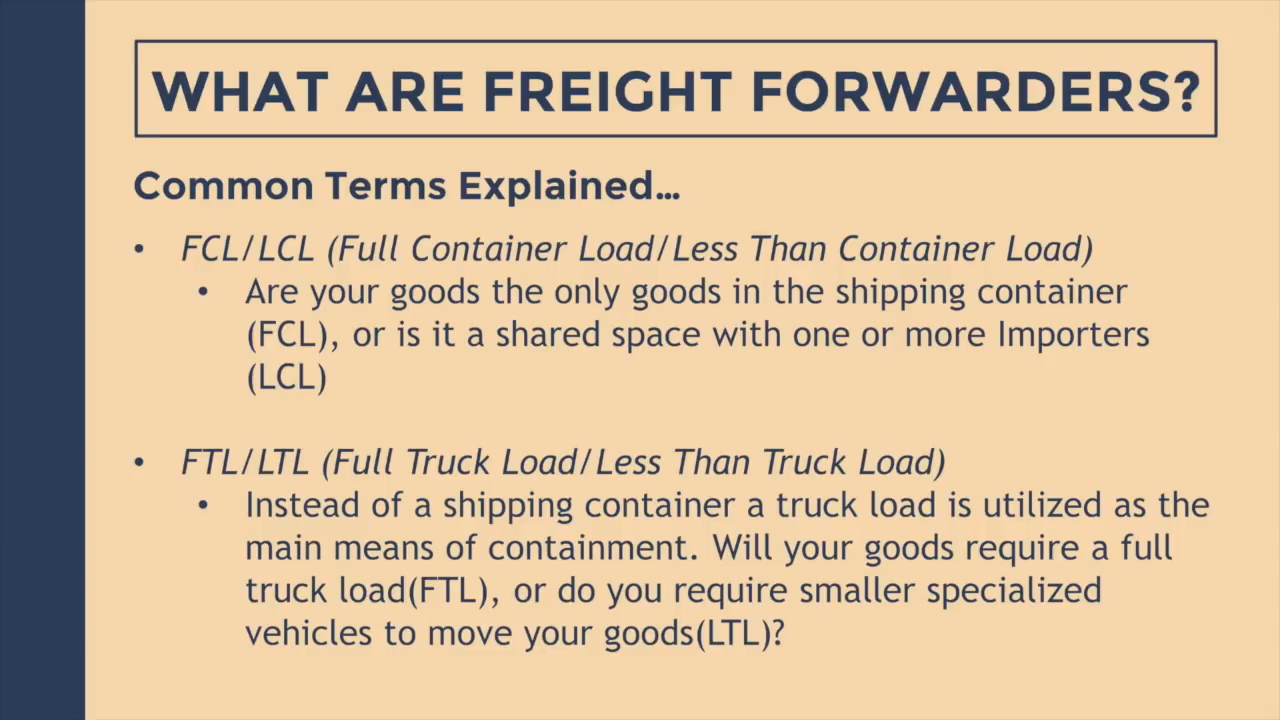 WHAT ARE FREIGHT FORWARDERS?
Common Terms Explained...
• FCL/LCL (Full Container Load/Less Than Container Load)
• Are your goods the only goods in the shipping container
(FCL), or is it a shared space with one or more Importers
(LCL)
• FTL/LTL (Full Truck Load/Less Than Truck Load)
• Instead of a shipping container a truck load is utilized as the
main means of containment. Will your goods require a full
truck load(FTL), or do you require smaller specialized
vehicles to move your goods(LTL)?